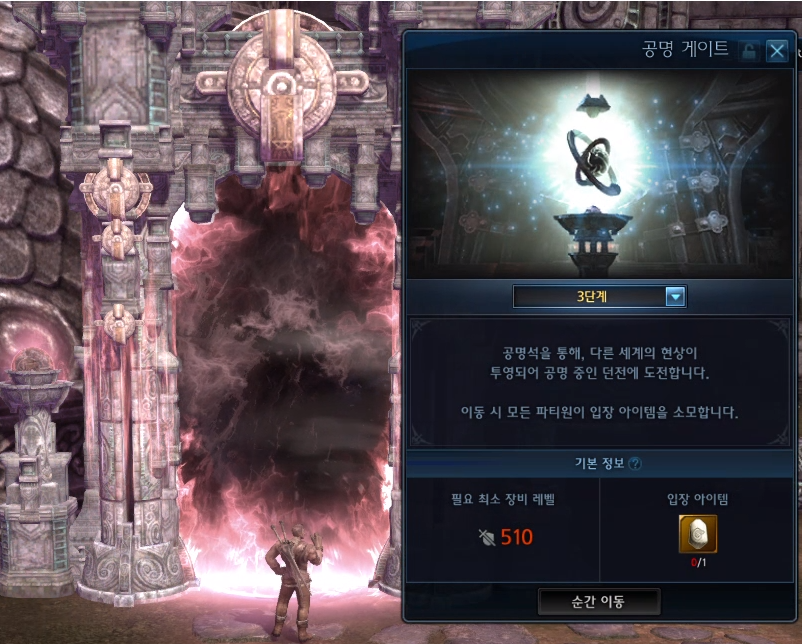 공명 게이트
3단계
공명석을 통해, 다른 세계의 현상이
투영되어 공명 중인 던전에 도전합니다.
이동 시 모든 파티원이 입장 아이템을 소모합니다.
기본 정보 ?
필요 최소 장비 레벨
510
입장 아이템
0/1
순간 이동